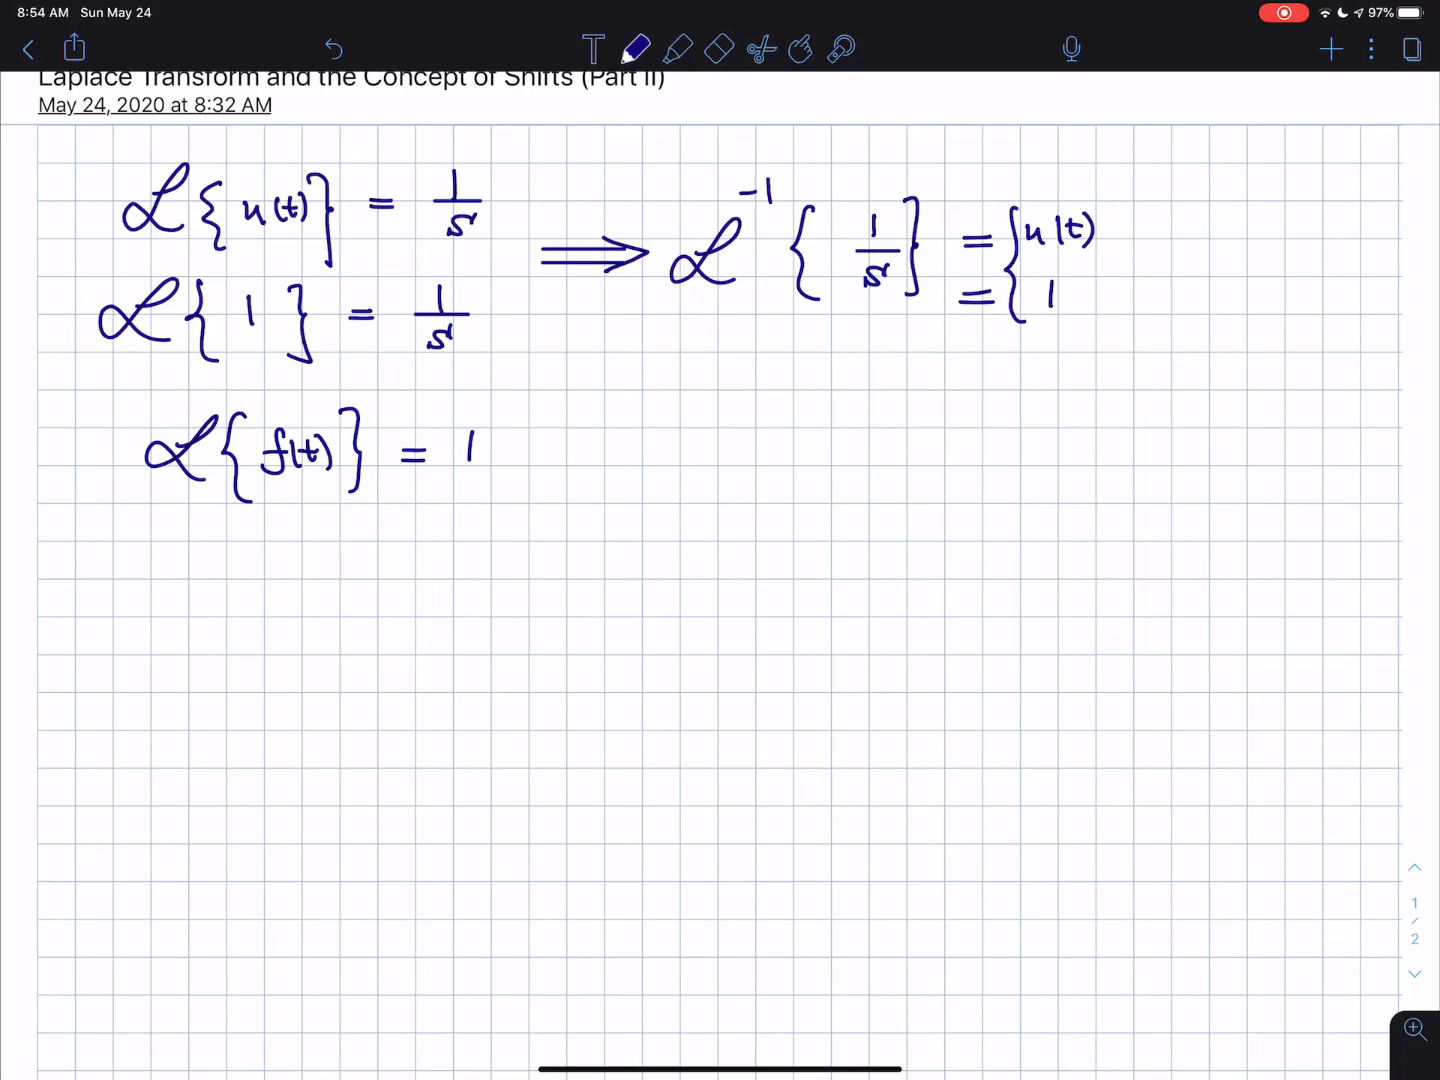 8:54 AM Sun May 24
97%
T
Laplace Transform and the Concept of Shifts (Part II)
May 24, 2020 at 8:32 AM
ℒ{u(t)} = 1/s
ℒ{1} = 1/s
⟹ ℒ⁻¹{1/s} = {u(t)
= {1
ℒ{f(t)} = 1
1
/
2